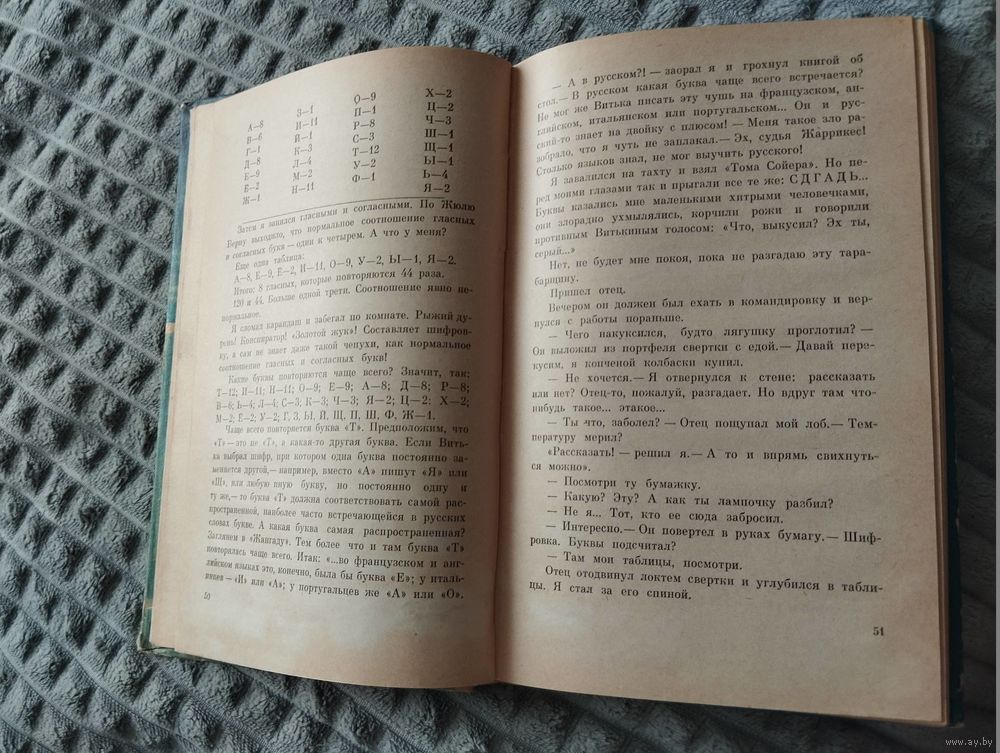 А—8
В—6
Г—1
Д—8
Е—9
Ё—2
Ж—1
З—1
И—11
Й—1
К—3
Л—4
М—2
Н—11
О—9
П—1
Р—8
С—3
Т—12
У—2
Ф—1
Х—2
Ц—2
Ч—3
Ш—1
Щ—1
Ы—1
Ь—4
Я—2
Затем я занялся гласными и согласными. По Жюлю
Верну выходило, что нормальное соотношение гласных
и согласных букв — один к четырем. А что у меня?
Еще одна таблица:
А—8, Е—9, Ё—2, И—11, О—9, У—2, Ы—1, Я—2.
Итого: 8 гласных, которые повторяются 44 раза.
120 и 44. Больше одной трети. Соотношение явно не-
нормальное.
Я сломал карандаш и забегал по комнате. Рыжий ду-
рень! Конспиратор! «Золотой жук»! Составляет шифров-
ку, а сам не знает даже такой чепухи, как нормальное
соотношение гласных и согласных букв!
Какие буквы повторяются чаще всего? Значит, так:
Т—12; И—11; Н—11; О—9; Е—9; А—8; Д—8; Р—8;
В—6; Ь—4; Л—4; С—3; К—3; Ч—3; Я—2; Ц—2; Х—2;
М—2; Ё—2; У—2; Г, З, Ы, Й, Щ, П, Ш, Ф, Ж—1.
Чаще всего повторяется буква «Т». Предположим, что
«Т» — это не «Т», а какая-то другая буква. Если Вить-
ка выбрал шифр, при котором одна буква постоянно за-
меняется другой,— например, вместо «А» пишут «Я» или
«Щ», или любую иную букву, но постоянно одну и
ту же,— то буква «Т» должна соответствовать самой рас-
пространенной, наиболее часто встречающейся в русских
словах букве. А какая буква самая распространенная?
Заглянем в «Жангаду». Тем более что и там буква «Т»
повторялась чаще всего. Итак: «...во французском и анг-
лийском языках это, конечно, была бы буква «Е»; у италь-
янцев — «И» или «А»; у португальцев же «А» или «О».
50
— А в русском?! — заорал я и грохнул книгой об
стол.— В русском какая буква чаще всего встречается?
Не мог же Витька писать эту чушь на французском, ан-
глийском, итальянском или португальском... Он и рус-
ский-то знает на двойку с плюсом! — Меня такое зло ра-
зобрало, что я чуть не заплакал.— Эх, судья Жаррикес!
Столько языков знал, не мог выучить русского!
Я завалился на тахту и взял «Тома Сойера». Но пе-
ред моими глазами так и прыгали все те же: С Д Г А Д Ь...
Буквы казались мне маленькими хитрыми человечками,
они злорадно ухмылялись, корчили рожи и говорили
противным Витькиным голосом: «Что, выкусил? Эх ты,
серый...»
Нет, не будет мне покоя, пока не разгадаю эту тара-
барщину.
Пришел отец.
Вечером он должен был ехать в командировку и вер-
нулся с работы пораньше.
— Чего накуксился, будто лягушку проглотил? —
Он выложил из портфеля свертки с едой.— Давай пере-
кусим, я копченой колбаски купил.
— Не хочется.— Я отвернулся к стене: рассказать
или нет? Отец-то, пожалуй, разгадает. Но вдруг там что-
нибудь такое... этакое...
— Ты что, заболел? — Отец пощупал мой лоб.— Тем-
пературу мерил?
«Рассказать! — решил я.— А то и впрямь свихнуть-
ся можно».
— Посмотри ту бумажку.
— Какую? Эту? А как ты лампочку разбил?
— Не я... Тот, кто ее сюда забросил.
— Интересно.— Он повертел в руках бумагу.— Шиф-
ровка. Буквы подсчитал?
— Там мои таблицы, посмотри.
Отец отодвинул локтем свертки и углубился в табли-
цы. Я стал за его спиной.
51
www.ay.by